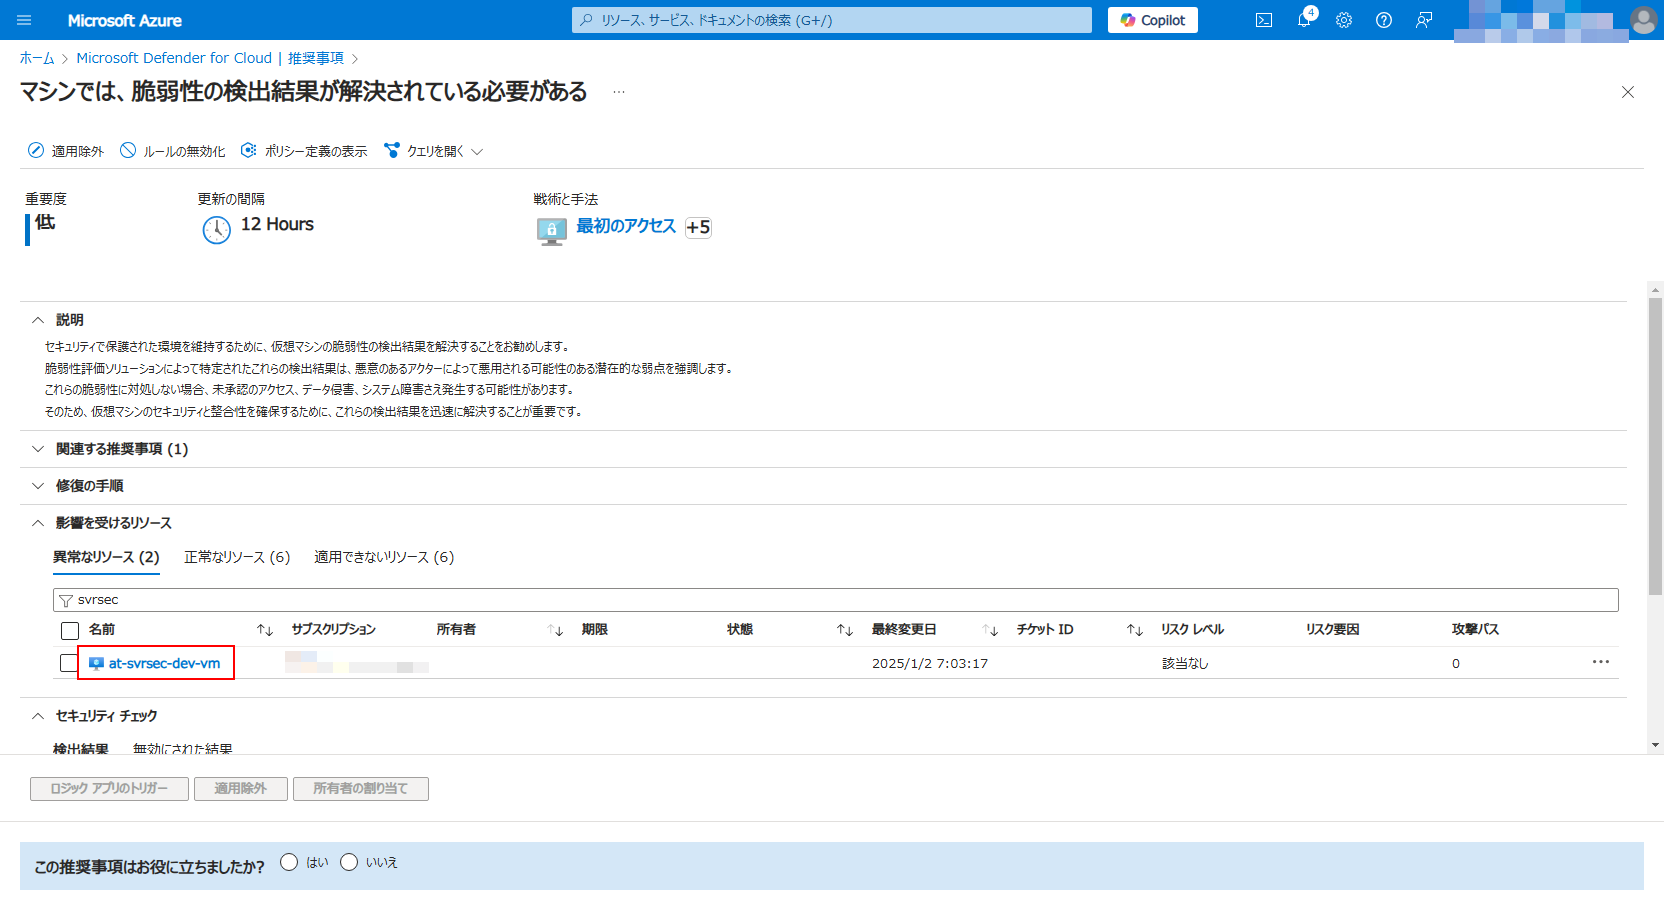 Microsoft Azure
リソース、サービス、ドキュメントの検索 (G+/)
Copilot
4
ホーム > Microsoft Defender for Cloud | 推奨事項 >
マシンでは、脆弱性の検出結果が解決されている必要がある ...
適用除外 ルールの無効化 ポリシー定義の表示 クエリを開く
重要度 更新の間隔 戦術と手法
低 12 Hours 最初のアクセス +5
説明
セキュリティで保護された環境を維持するために、仮想マシンの脆弱性の検出結果を解決することをお勧めします。
脆弱性評価ソリューションによって特定されたこれらの検出結果は、悪意のあるアクターによって悪用される可能性のある潜在的な弱点を強調します。
これらの脆弱性に対処しない場合、未承認のアクセス、データ侵害、システム障害さえ発生する可能性があります。
そのため、仮想マシンのセキュリティと整合性を確保するために、これらの検出結果を迅速に解決することが重要です。
関連する推奨事項 (1)
修復の手順
影響を受けるリソース
異常なリソース (2) 正常なリソース (6) 適用できないリソース (6)
svrsec
名前 サブスクリプション 所有者 期限 状態 最終変更日 チケット ID リスク レベル リスク要因 攻撃パス
at-svrsec-dev-vm 2025/1/2 7:03:17 該当なし 0 ...
セキュリティ チェック
検出結果 無効にされた結果
ロジック アプリのトリガー 適用除外 所有者の割り当て
この推奨事項はお役に立ちましたか? はい いいえ